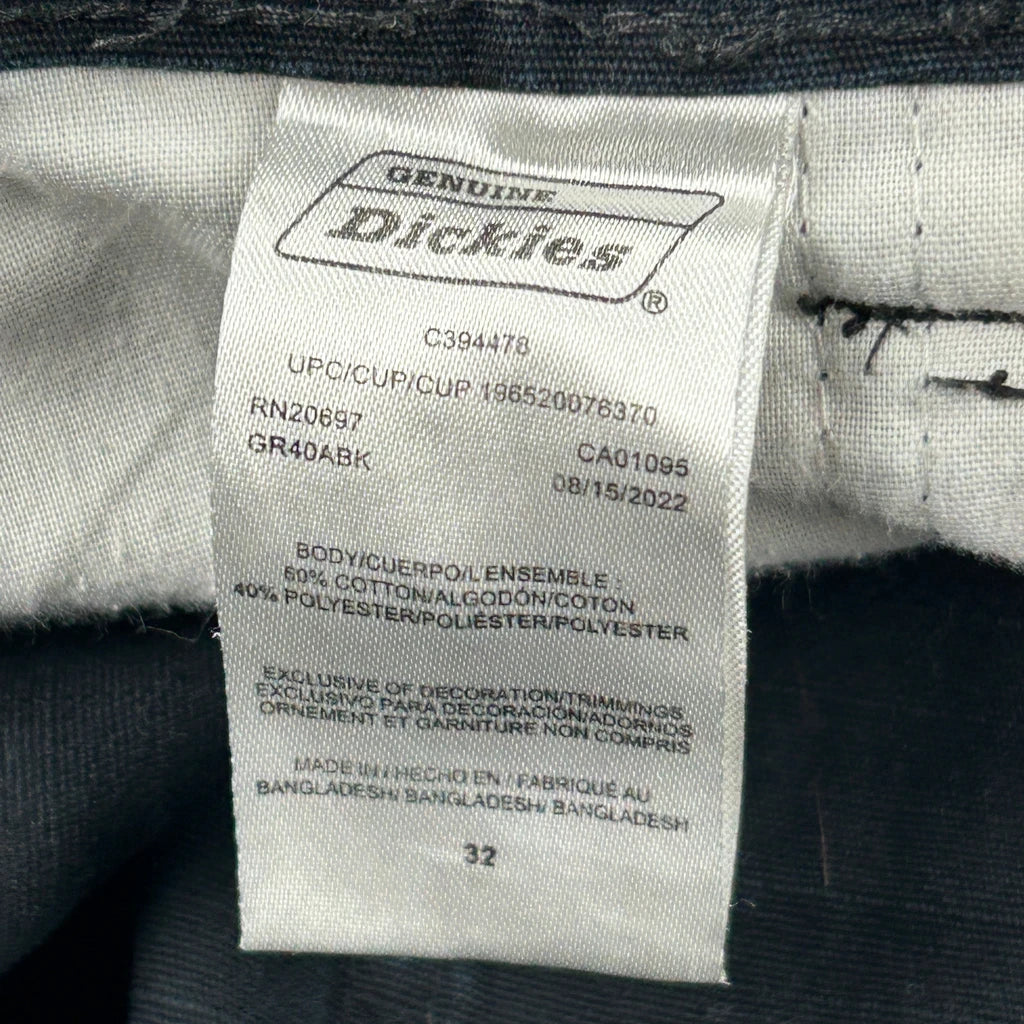 GENUINE
Dickies®
C394478
UPC/CUP/CUP 196520076370
RN20697
GR40ABK
CA01095
08/15/2022
BODY/CUERPO/L'ENSEMBLE :
60% COTTON/ALGODÓN/COTON
40% POLYESTER/POLIÉSTER/POLYESTER
EXCLUSIVE OF DECORATION/TRIMMINGS
EXCLUSIVO PARA DECORACIÓN/ADORNOS
ORNEMENT ET GARNITURE NON COMPRIS
MADE IN / HECHO EN / FABRIQUÉ AU
BANGLADESH/ BANGLADESH/ BANGLADESH
32